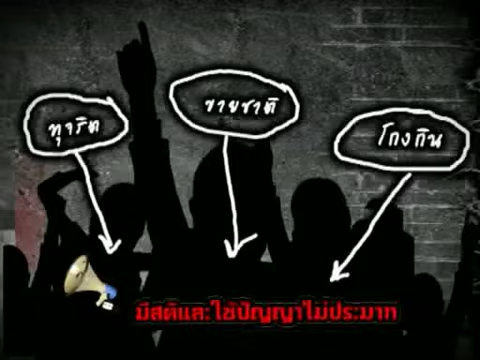 ทุจริต
ขายชาติ
โกงกิน
มีสติและใช้ปัญญาไม่ประมาท